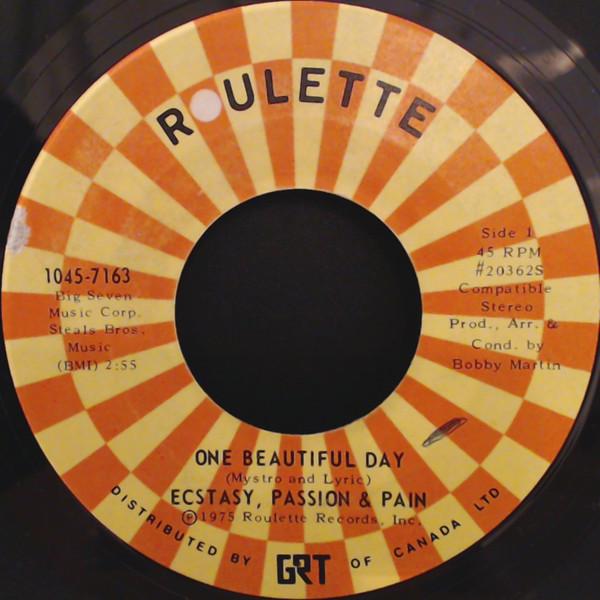 ROULETTE
1045-7163
Big Seven
Music Corp.
Steals Bros.
Music
(BMI) 2:55
Side 1
45 RPM
#20362S
Compatible
Stereo
Prod., Arr. &
Cond. by
Bobby Martin
ONE BEAUTIFUL DAY
(Mystro and Lyric)
ECSTASY, PASSION & PAIN
℗1975 Roulette Records, Inc.
DISTRIBUTED BY GRT OF CANADA LTD